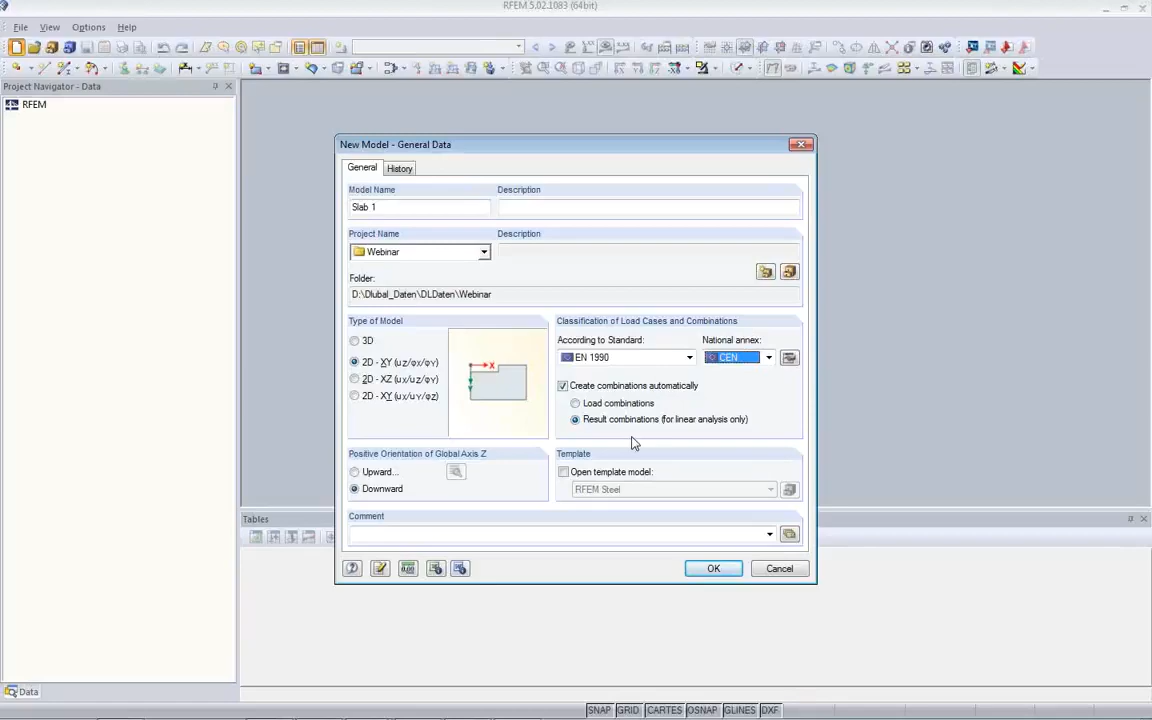 RFEM 5.02.1083 (64bit)
File View Options Help
Project Navigator - Data
RFEM
New Model - General Data
General History
Model Name Description
Slab 1
Project Name Description
Webinar
Folder:
D:\Dlubal_Daten\DLDaten\Webinar
Type of Model Classification of Load Cases and Combinations
3D According to Standard: National annex:
2D - XY (uz/φx/φY) EN 1990 CEN
2D - XZ (ux/uz/φY) Create combinations automatically
2D - XY (ux/uY/φz) Load combinations
Result combinations (for linear analysis only)
Positive Orientation of Global Axis Z Template
Upward... Open template model:
Downward RFEM Steel
Comment
Tables
OK Cancel
Data
SNAP GRID CARTES OSNAP GLINES DXF